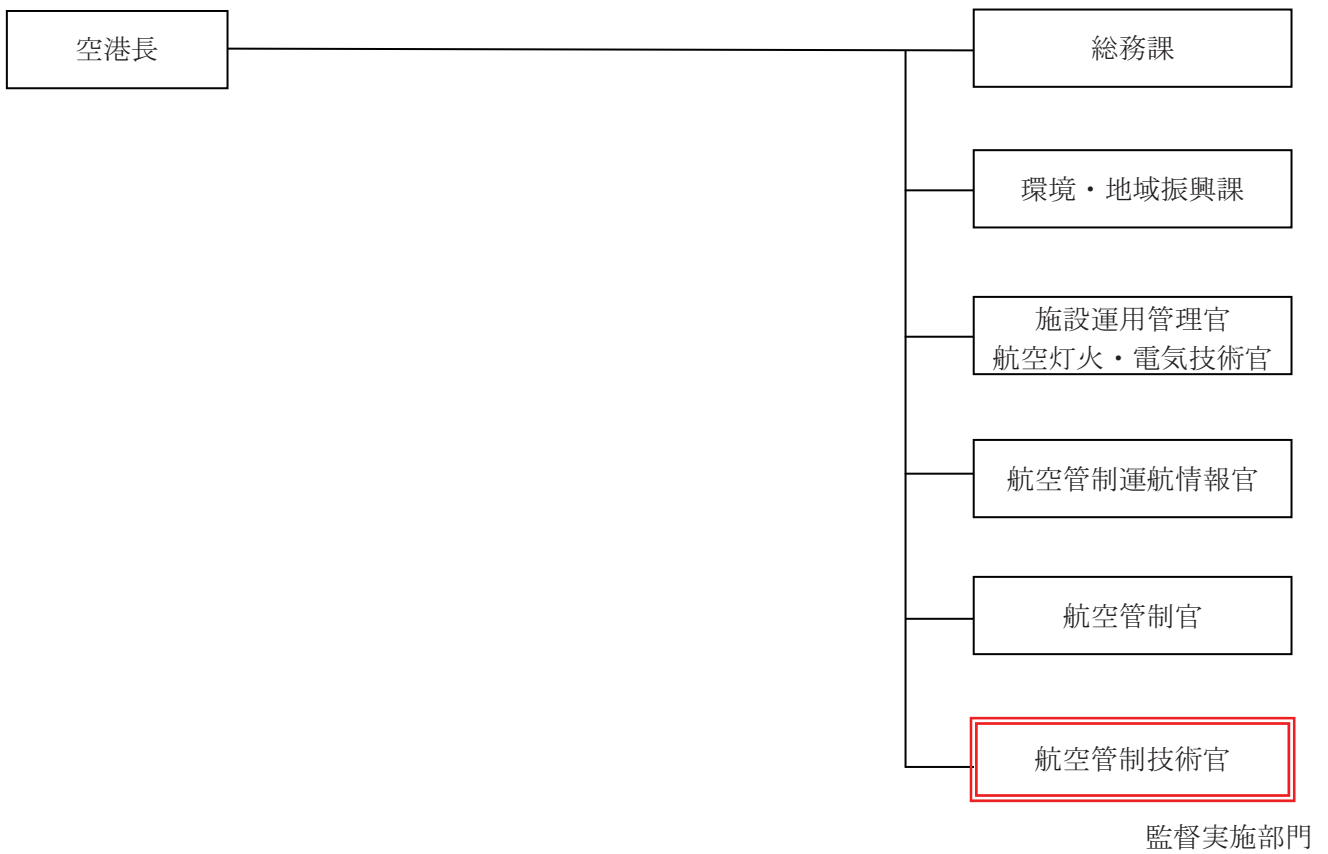 空港長
総務課
環境・地域振興課
施設運用管理官
航空灯火・電気技術官
航空管制運航情報官
航空管制官
航空管制技術官
監督実施部門